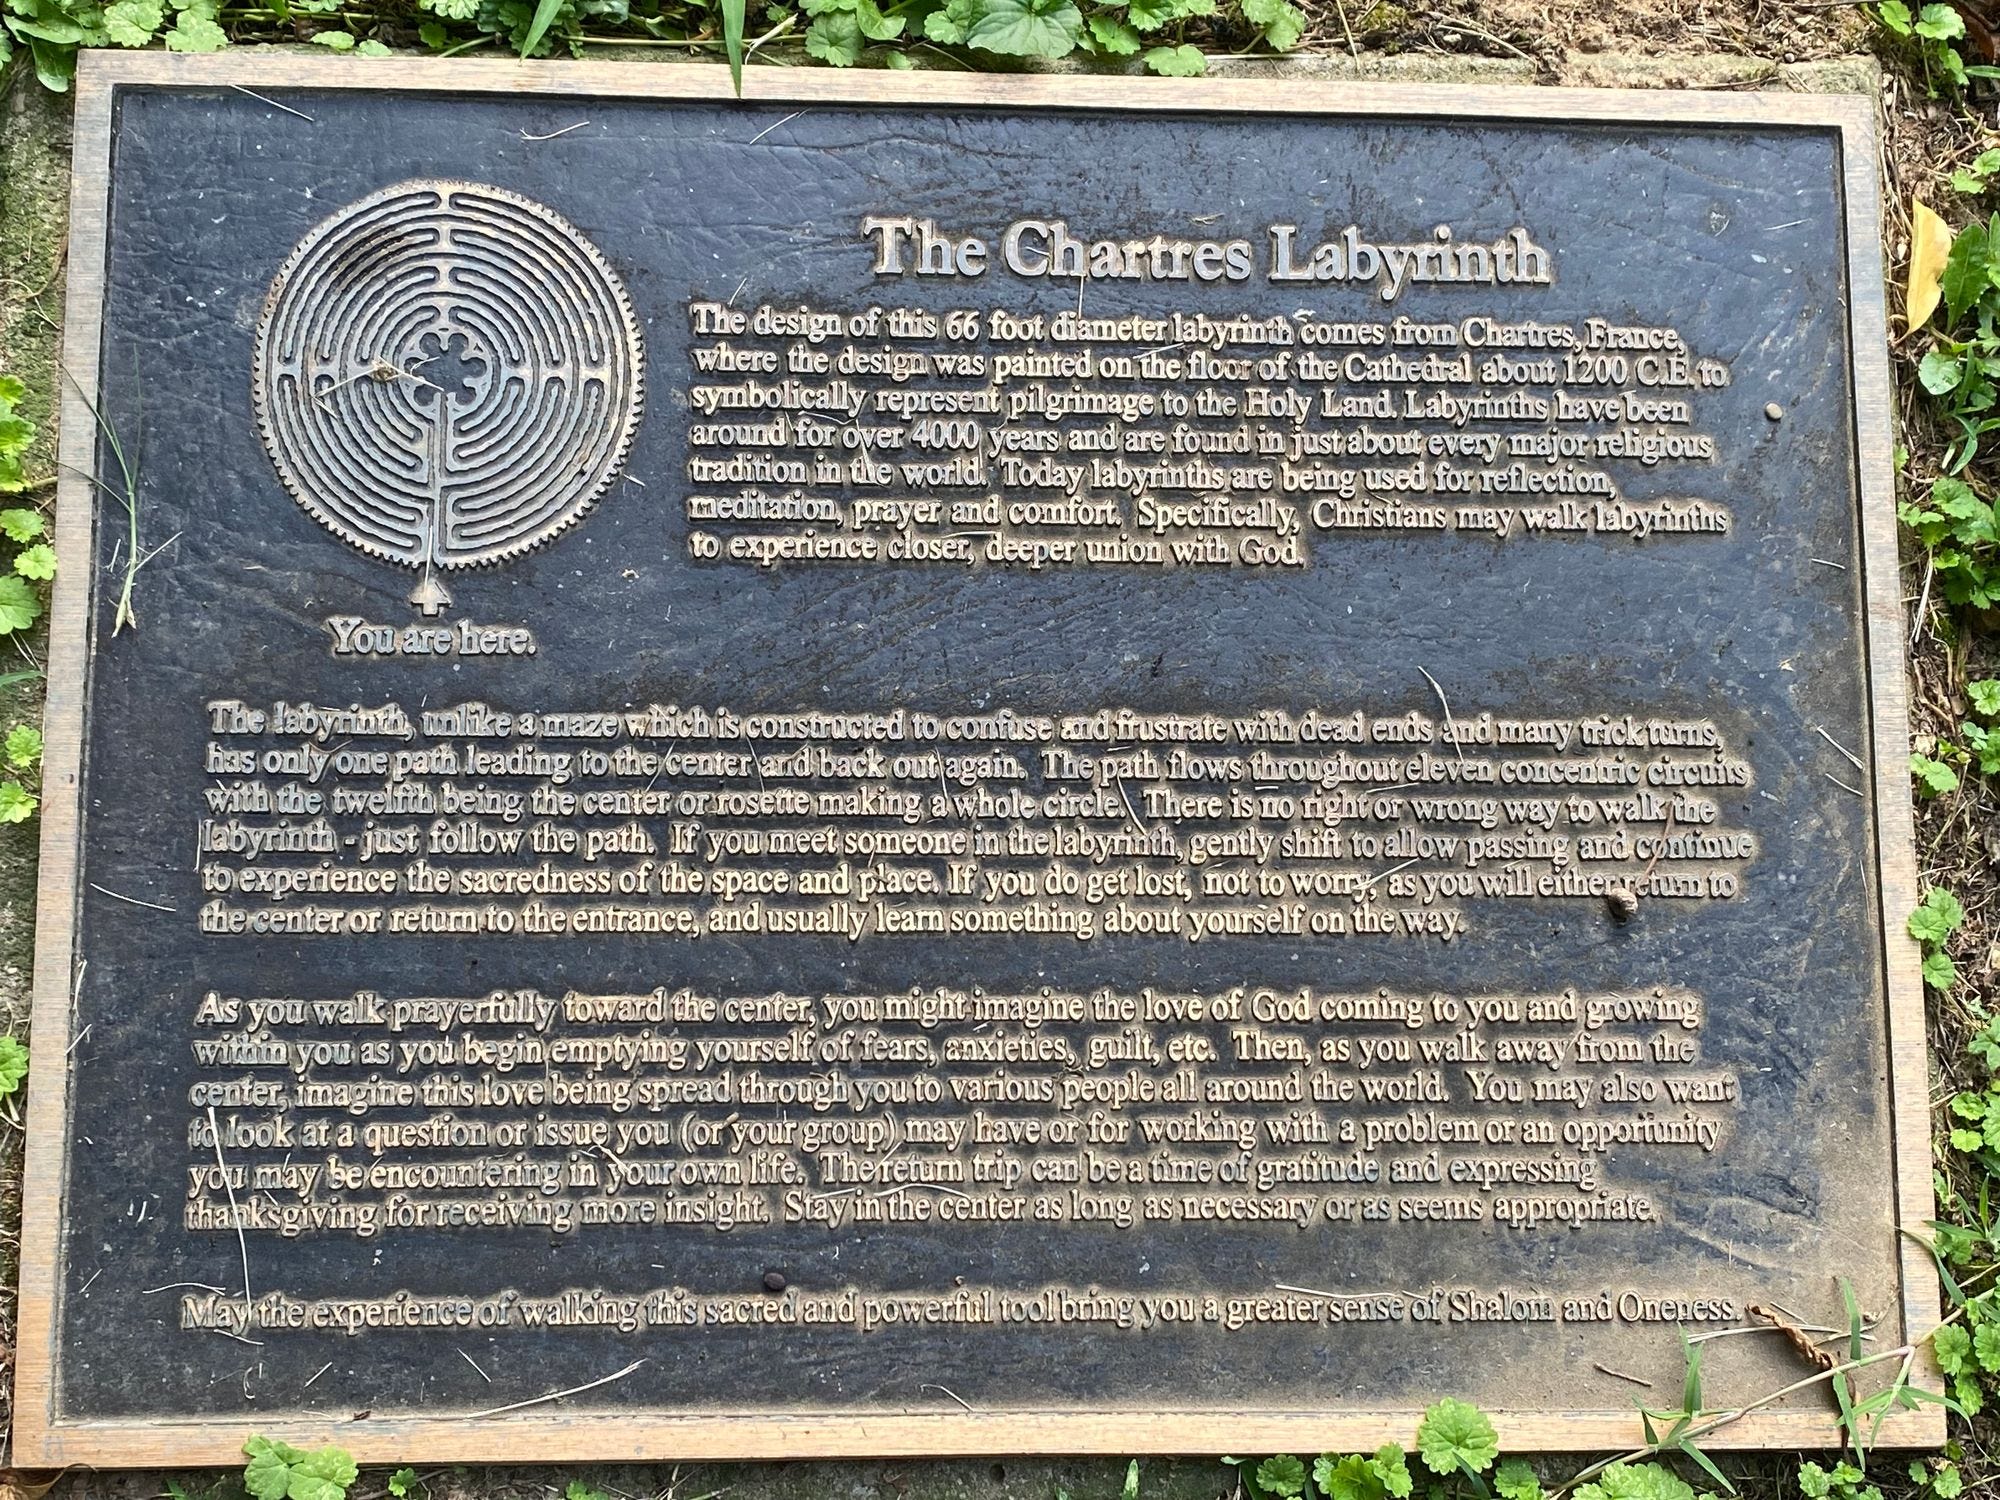 The Chartres Labyrinth
The design of this 66 foot diameter labyrinth comes from Chartres, France,
where the design was painted on the floor of the Cathedral about 1200 C.E. to
symbolically represent pilgrimage to the Holy Land. Labyrinths have been
around for over 4000 years and are found in just about every major religious
tradition in the world. Today labyrinths are being used for reflection,
meditation, prayer and comfort. Specifically, Christians may walk labyrinths
to experience closer, deeper union with God.
You are here.
The labyrinth, unlike a maze which is constructed to confuse and frustrate with dead ends and many trick turns,
has only one path leading to the center and back out again. The path flows throughout eleven concentric circuits
with the twelfth being the center or rosette making a whole circle. There is no right or wrong way to walk the
labyrinth - just follow the path. If you meet someone in the labyrinth, gently shift to allow passing and continue
to experience the sacredness of the space and place. If you do get lost, not to worry, as you will either return to
the center or return to the entrance, and usually learn something about yourself on the way.
As you walk prayerfully toward the center, you might imagine the love of God coming to you and growing
within you as you begin emptying yourself of fears, anxieties, guilt, etc. Then, as you walk away from the
center, imagine this love being spread through you to various people all around the world. You may also want
to look at a question or issue you (or your group) may have or for working with a problem or an opportunity
you may be encountering in your own life. The return trip can be a time of gratitude and expressing
thanksgiving for receiving more insight. Stay in the center as long as necessary or as seems appropriate.
May the experience of walking this sacred and powerful tool bring you a greater sense of Shalom and Oneness.